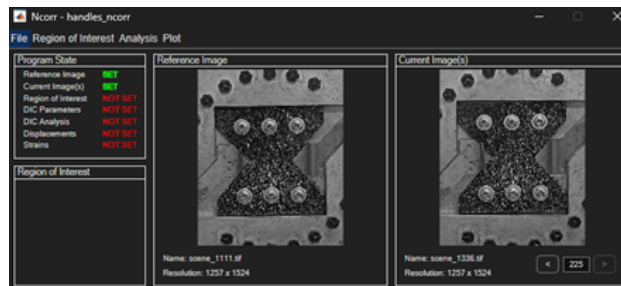 Ncorr - handles_ncorr
File Region of Interest Analysis Plot
Program State
Reference Image SET
Current Image(s) SET
Region of Interest NOT SET
DIC Parameters NOT SET
DIC Analysis NOT SET
Displacements NOT SET
Strains NOT SET
Region of Interest
Reference Image
Name: scene_1111.tif
Resolution: 1257 x 1524
Current Image(s)
Name: scene_1336.tif
Resolution: 1257 x 1524
< 225 >